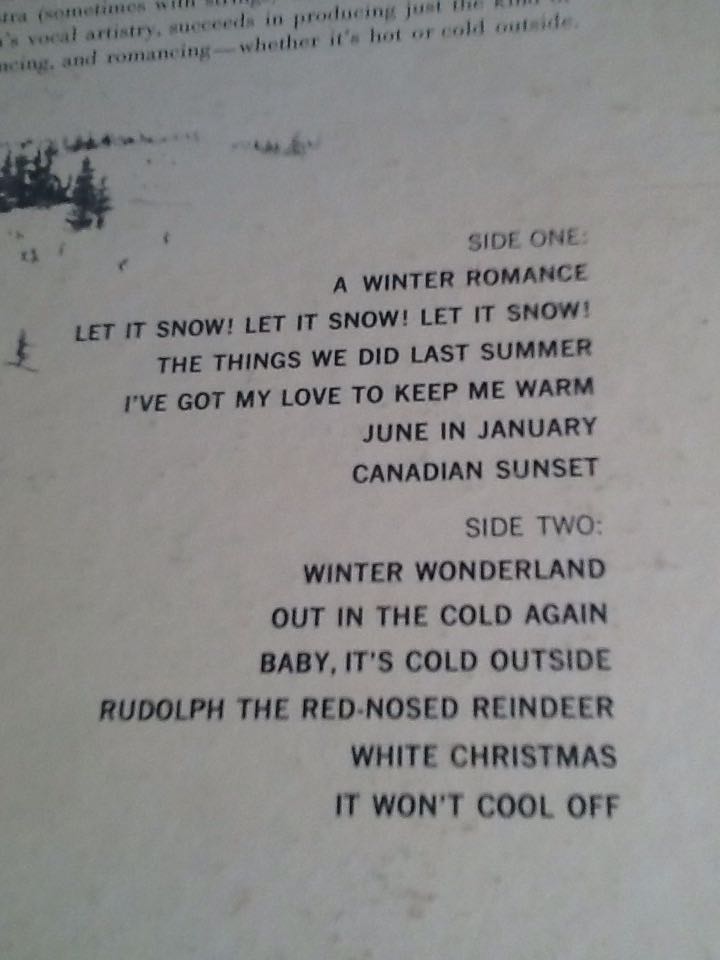 (sometimes with
vocal artistry, succeeds in producing just the kind
and romancing—whether it's hot or cold outside.
SIDE ONE:
A WINTER ROMANCE
LET IT SNOW! LET IT SNOW! LET IT SNOW!
THE THINGS WE DID LAST SUMMER
I'VE GOT MY LOVE TO KEEP ME WARM
JUNE IN JANUARY
CANADIAN SUNSET
SIDE TWO:
WINTER WONDERLAND
OUT IN THE COLD AGAIN
BABY, IT'S COLD OUTSIDE
RUDOLPH THE RED-NOSED REINDEER
WHITE CHRISTMAS
IT WON'T COOL OFF